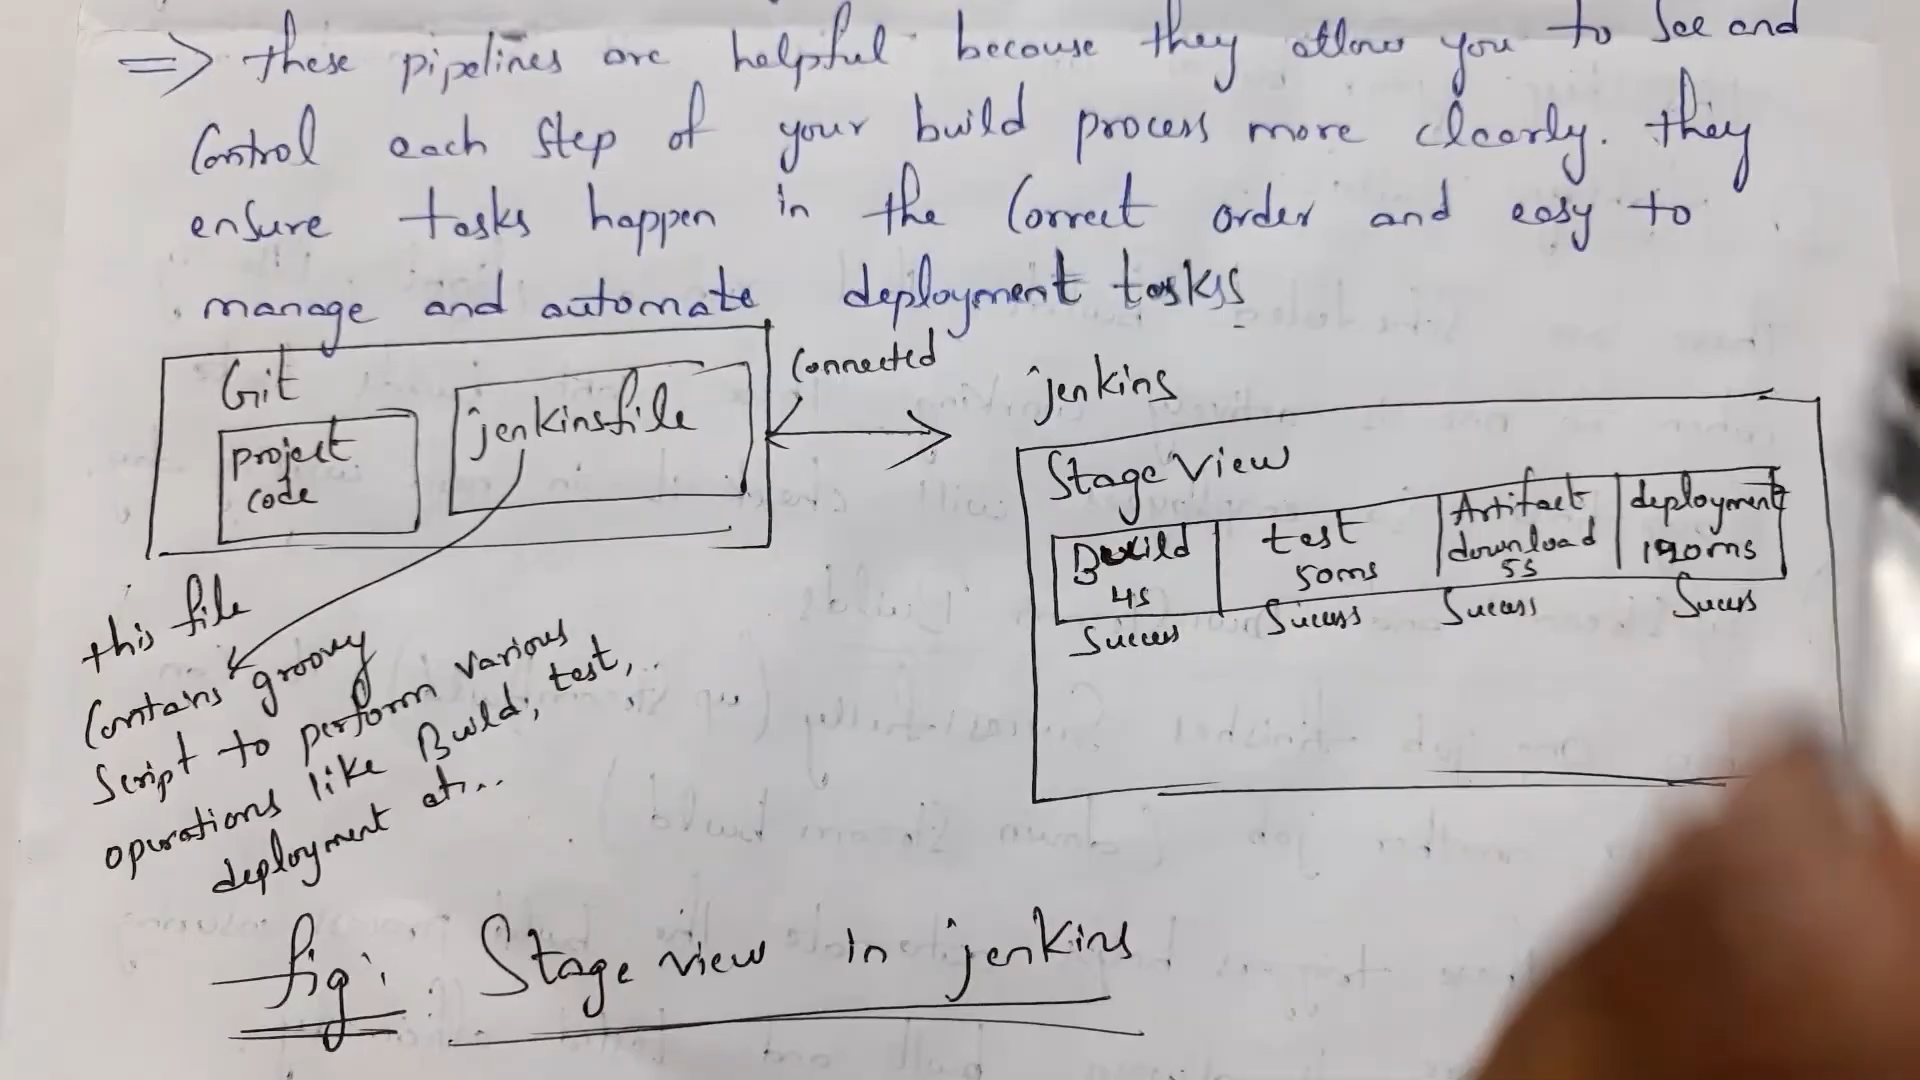 => these pipelines are helpful because they allow you to see and
Control each step of your build process more clearly. they
ensure tasks happen in the Correct order and easy to
manage and automate deployment tasks
Git
project
code
jenkinsfile
Connected
jenkins
Stage View
Build
4s
Success
test
50ms
Success
Artifact
download
5s
Success
deployment
Sucess
this file
Contains groovy
Script to perform various
operations like Build, test,..
deployment etc...
fig: Stage view in jenkins